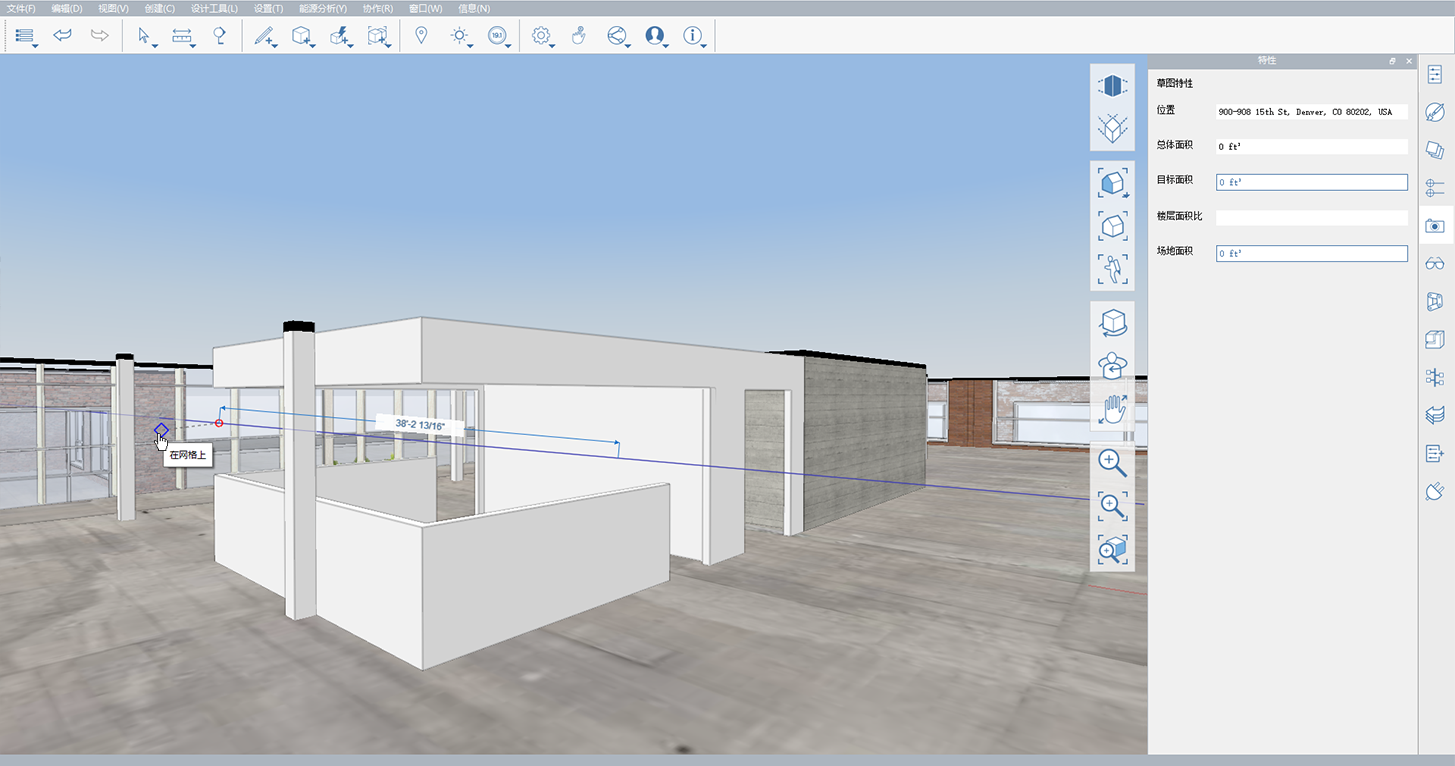 文件(F) 编辑(D) 视图(V) 创建(C) 设计工具(L) 设置(T) 能源分析(Y) 协作(R) 窗口(W) 信息(N)
19.1
特性
草图特性
位置 900-908 15th St, Denver, CO 80202, USA
总体面积 0 ft²
目标面积 0 ft²
楼层面积比
场地面积 0 ft²
38'-2 13/16"
在网格上